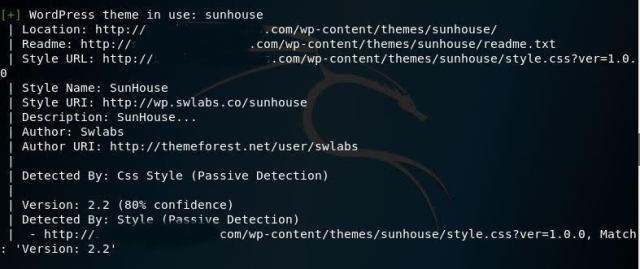 [+] WordPress theme in use: sunhouse
| Location: http:// .com/wp-content/themes/sunhouse/
| Readme: http:// .com/wp-content/themes/sunhouse/readme.txt
| Style URL: http:// .com/wp-content/themes/sunhouse/style.css?ver=1.0.
0
| Style Name: SunHouse
| Style URI: http://wp.swlabs.co/sunhouse
| Description: SunHouse...
| Author: Swlabs
| Author URI: http://themeforest.net/user/swlabs
|
| Detected By: Css Style (Passive Detection)
|
| Version: 2.2 (80% confidence)
| Detected By: Style (Passive Detection)
| - http:// com/wp-content/themes/sunhouse/style.css?ver=1.0.0, Match
: 'Version: 2.2'